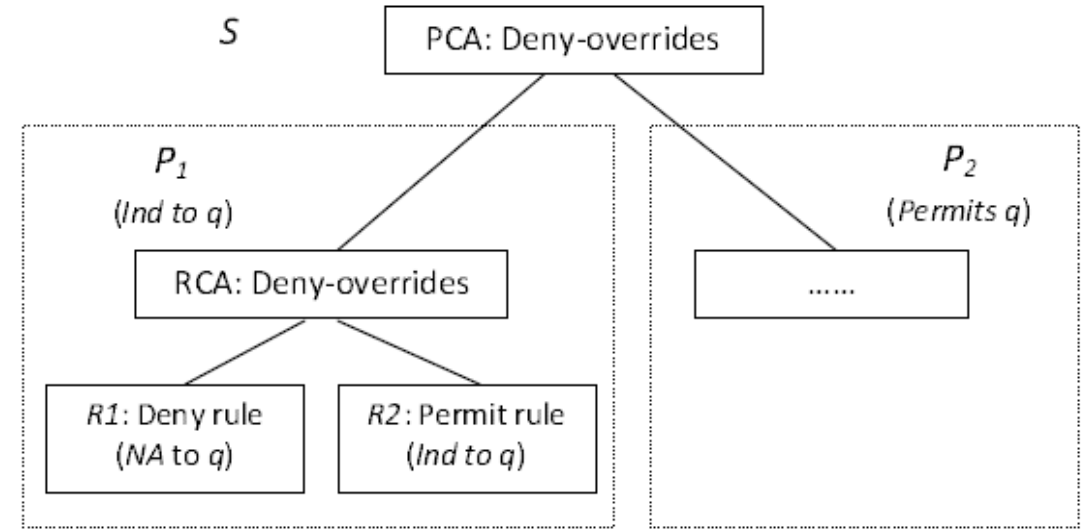 S
PCA: Deny-overrides
P1
(Ind to q)
P2
(Permits q)
RCA: Deny-overrides
......
R1: Deny rule
(NA to q)
R2: Permit rule
(Ind to q)